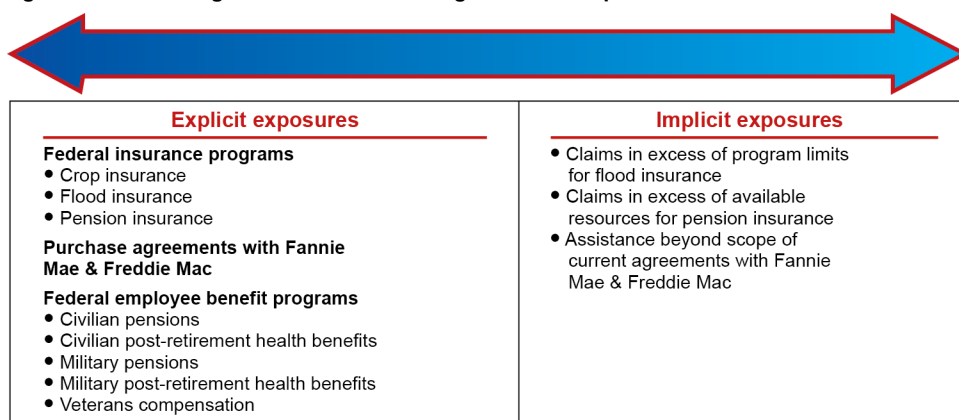 Explicit exposures
Federal insurance programs
• Crop insurance
• Flood insurance
• Pension insurance
Purchase agreements with Fannie
Mae & Freddie Mac
Federal employee benefit programs
• Civilian pensions
• Civilian post-retirement health benefits
• Military pensions
• Military post-retirement health benefits
• Veterans compensation
Implicit exposures
• Claims in excess of program limits
for flood insurance
• Claims in excess of available
resources for pension insurance
• Assistance beyond scope of
current agreements with Fannie
Mae & Freddie Mac